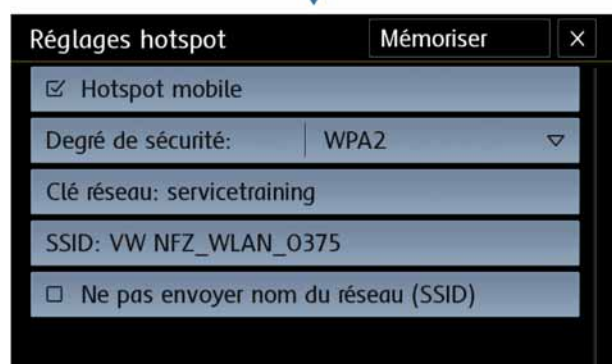 Réglages hotspot Mémoriser
Hotspot mobile
Degré de sécurité: WPA2
Clé réseau: servicetraining
SSID: VW NFZ_WLAN_0375
Ne pas envoyer nom du réseau (SSID)